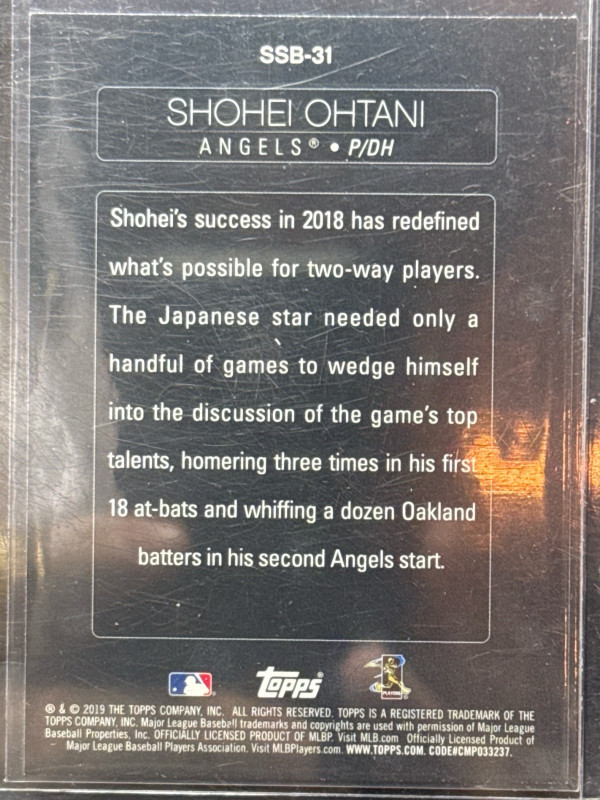 SSB-31
SHOHEI OHTANI
ANGELS® • P/DH
Shohei's success in 2018 has redefined
what's possible for two-way players.
The Japanese star needed only a
handful of games to wedge himself
into the discussion of the game's top
talents, homering three times in his first
18 at-bats and whiffing a dozen Oakland
batters in his second Angels start.
Topps®
PLAYERS
® & © 2019 THE TOPPS COMPANY, INC. ALL RIGHTS RESERVED. TOPPS IS A REGISTERED TRADEMARK OF THE
TOPPS COMPANY, INC. Major League Baseball trademarks and copyrights are used with permission of Major League
Baseball Properties, Inc. OFFICIALLY LICENSED PRODUCT OF MLBP. Visit MLB.com Officially Licensed Product of
Major League Baseball Players Association. Visit MLBPlayers.com. WWW.TOPPS.COM. CODE#CMP033237.